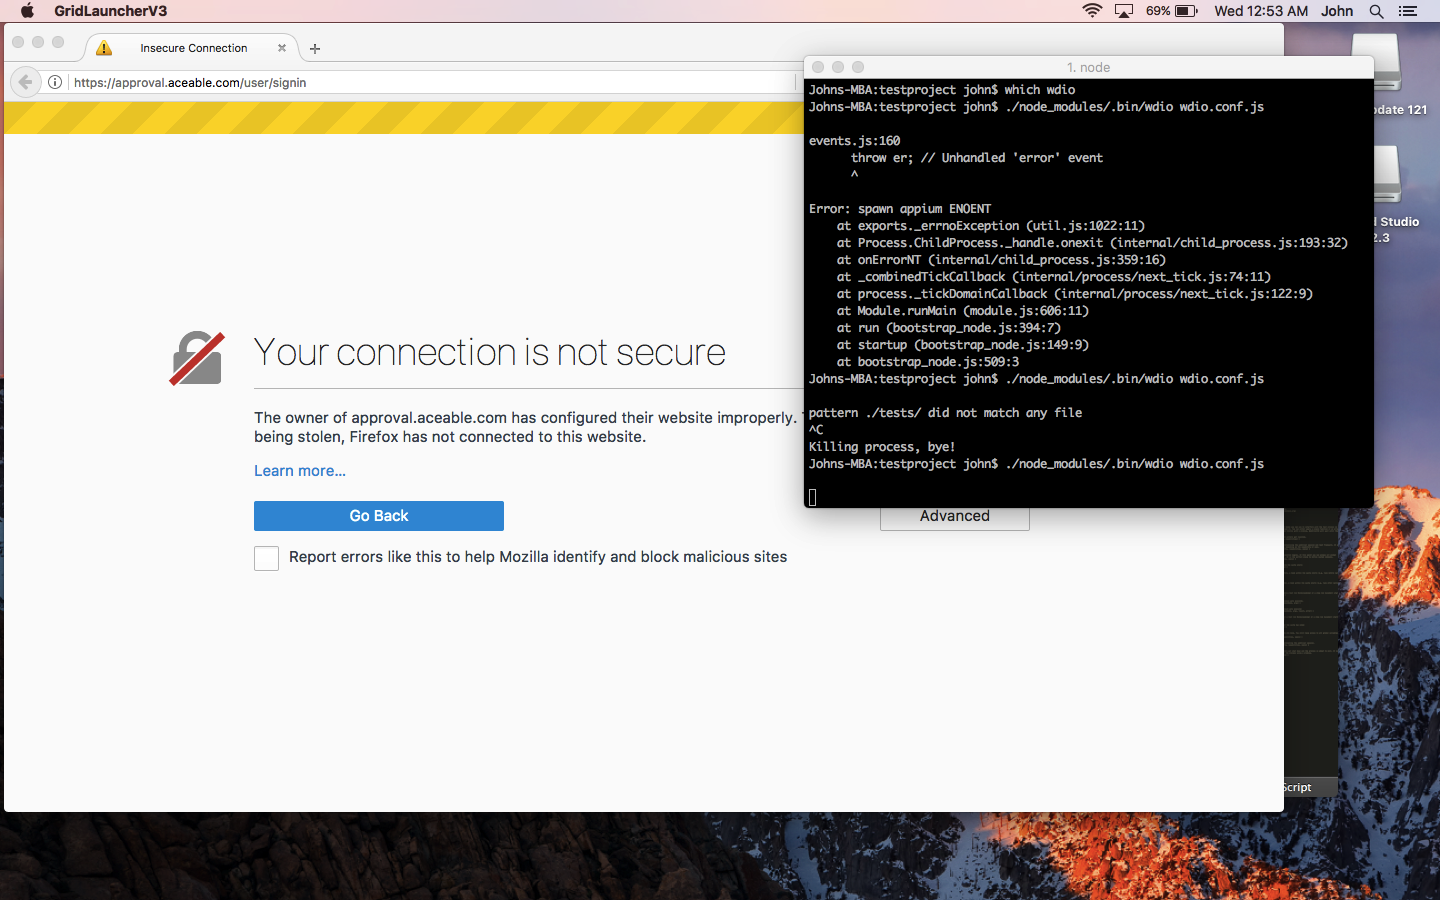 GridLauncherV3
69%
Wed 12:53 AM
John
Insecure Connection
https://approval.aceable.com/user/signin
Your connection is not secure
The owner of approval.aceable.com has configured their website improperly.
being stolen, Firefox has not connected to this website.
Learn more...
Go Back
Advanced
Report errors like this to help Mozilla identify and block malicious sites
1. node
Johns-MBA:testproject john$ which wdio
Johns-MBA:testproject john$ ./node_modules/.bin/wdio wdio.conf.js
events.js:160
throw er; // Unhandled 'error' event
^
Error: spawn appium ENOENT
at exports._errnoException (util.js:1022:11)
at Process.ChildProcess._handle.onexit (internal/child_process.js:193:32)
at onErrorNT (internal/child_process.js:359:16)
at _combinedTickCallback (internal/process/next_tick.js:74:11)
at process._tickDomainCallback (internal/process/next_tick.js:122:9)
at Module.runMain (module.js:606:11)
at run (bootstrap_node.js:394:7)
at startup (bootstrap_node.js:149:9)
at bootstrap_node.js:509:3
Johns-MBA:testproject john$ ./node_modules/.bin/wdio wdio.conf.js
pattern ./tests/ did not match any file
^C
Killing process, bye!
Johns-MBA:testproject john$ ./node_modules/.bin/wdio wdio.conf.js
pdate 121
Studio
2.3
Script